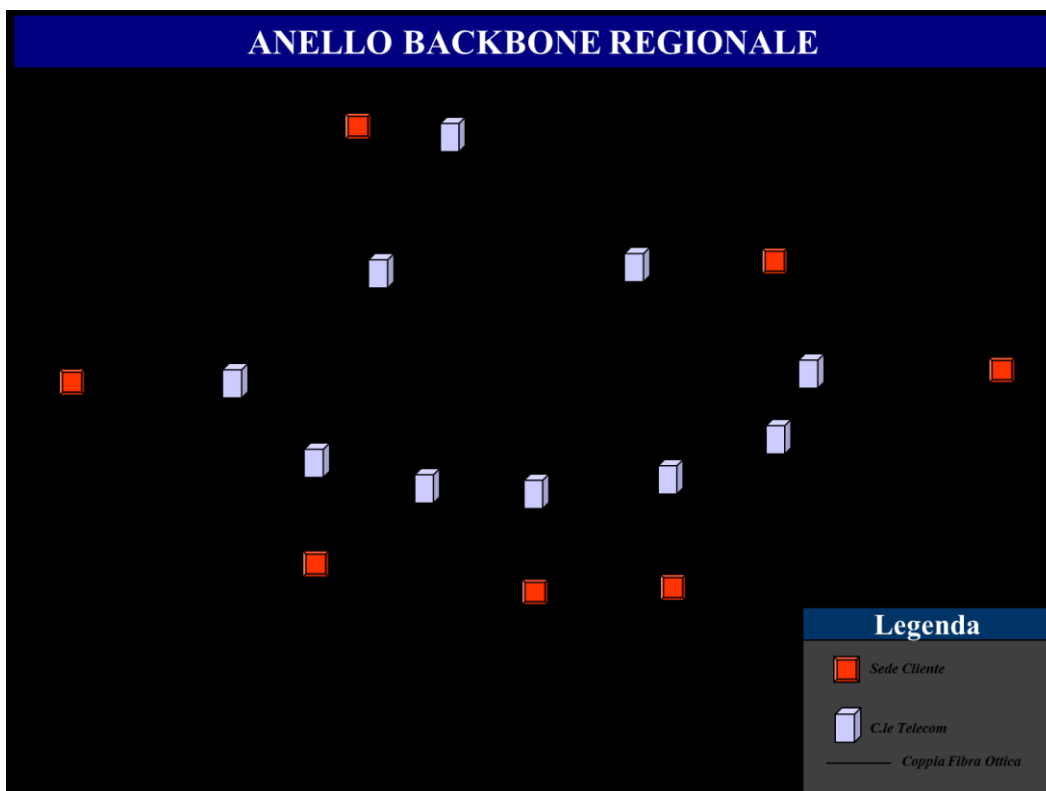 ANELLO BACKBONE REGIONALE
Legenda
Sede Cliente
C.le Telecom
Coppia Fibra Ottica